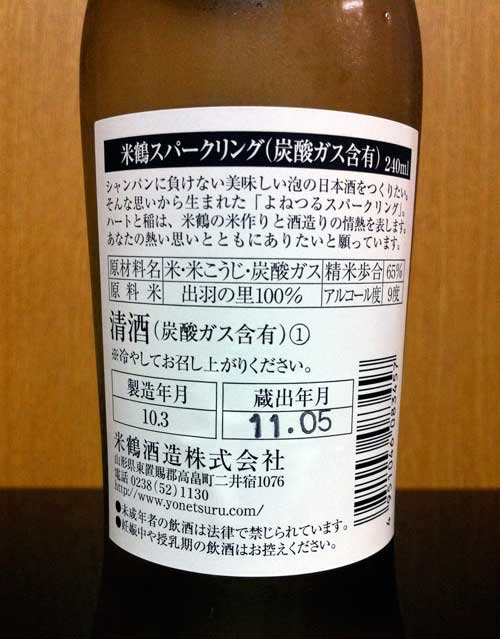 米鶴スパークリング(炭酸ガス含有) 240ml
シャンパンに負けない美味しい泡の日本酒をつくりたい。
そんな思いから生まれた「よねつるスパークリング」。
ハートと稲は、米鶴の米作りと酒造りの情熱を表します。
あなたの熱い思いとともにありたいと願っています。
原材料名 米・米こうじ・炭酸ガス 精米歩合 65%
原料米 出羽の里100% アルコール度 9度
清酒(炭酸ガス含有)①
※冷やしてお召し上がりください。
製造年月 蔵出年月
10.3 11.05
米鶴酒造株式会社
山形県東置賜郡高畠町二井宿1076
電話 0238(52)1130
http://www.yonetsuru.com/
●未成年者の飲酒は法律で禁じられています。
●妊娠中や授乳期の飲酒はお控えください。